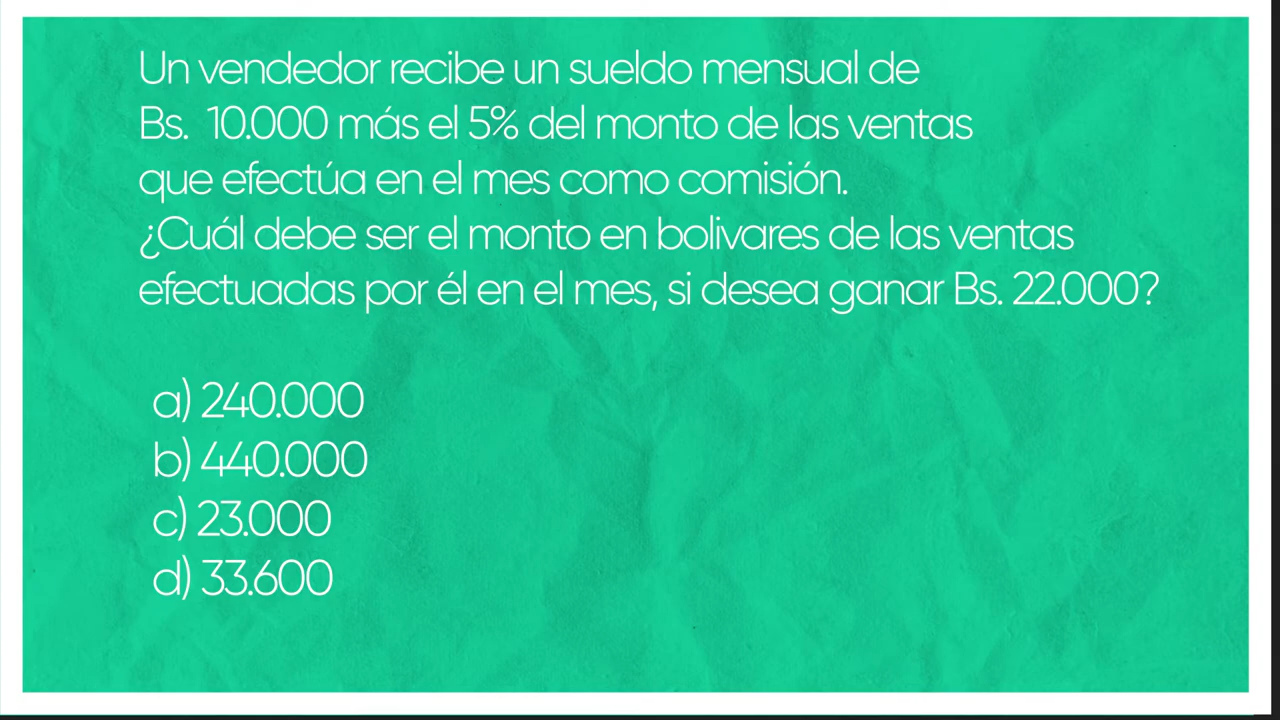 Un vendedor recibe un sueldo mensual de
Bs. 10.000 más el 5% del monto de las ventas
que efectúa en el mes como comisión.
¿Cuál debe ser el monto en bolivares de las ventas
efectuadas por él en el mes, si desea ganar Bs. 22.000?
a) 240.000
b) 440.000
c) 23.000
d) 33.600